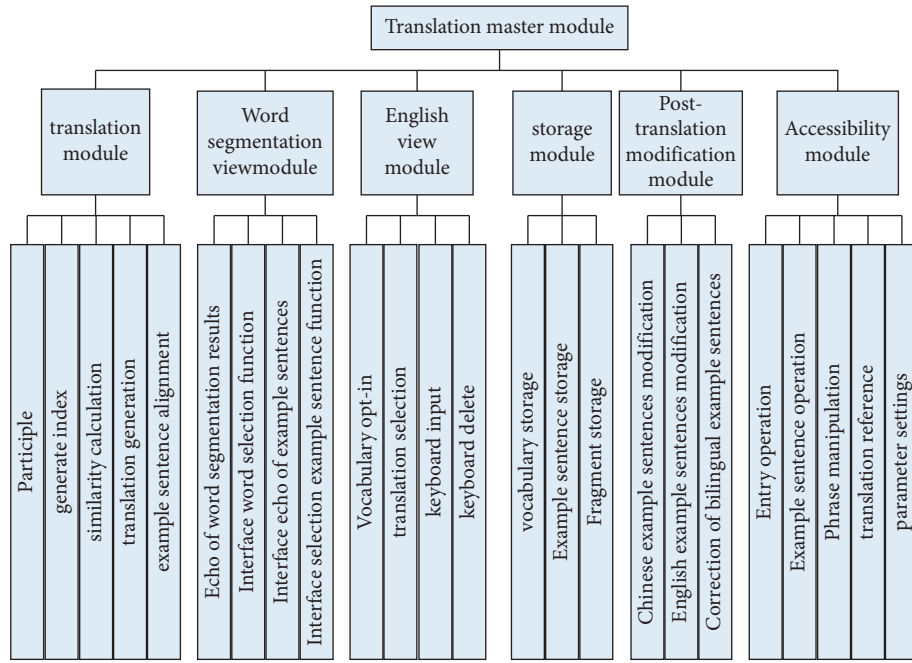 Translation master module
translation
module
Word
segmentation
viewmodule
English
view
module
storage
module
Post-
translation
modification
module
Accessibility
module
Participle
generate index
similarity calculation
translation generation
example sentence alignment
Echo of word segmentation results
Interface word selection function
Interface echo of example sentences
Interface selection example sentence function
Vocabulary opt-in
translation selection
keyboard input
keyboard delete
vocabulary storage
Example sentence storage
Fragment storage
Chinese example sentences modification
English example sentences modification
Correction of bilingual example sentences
Entry operation
Example sentence operation
Phrase manipulation
translation reference
parameter settings